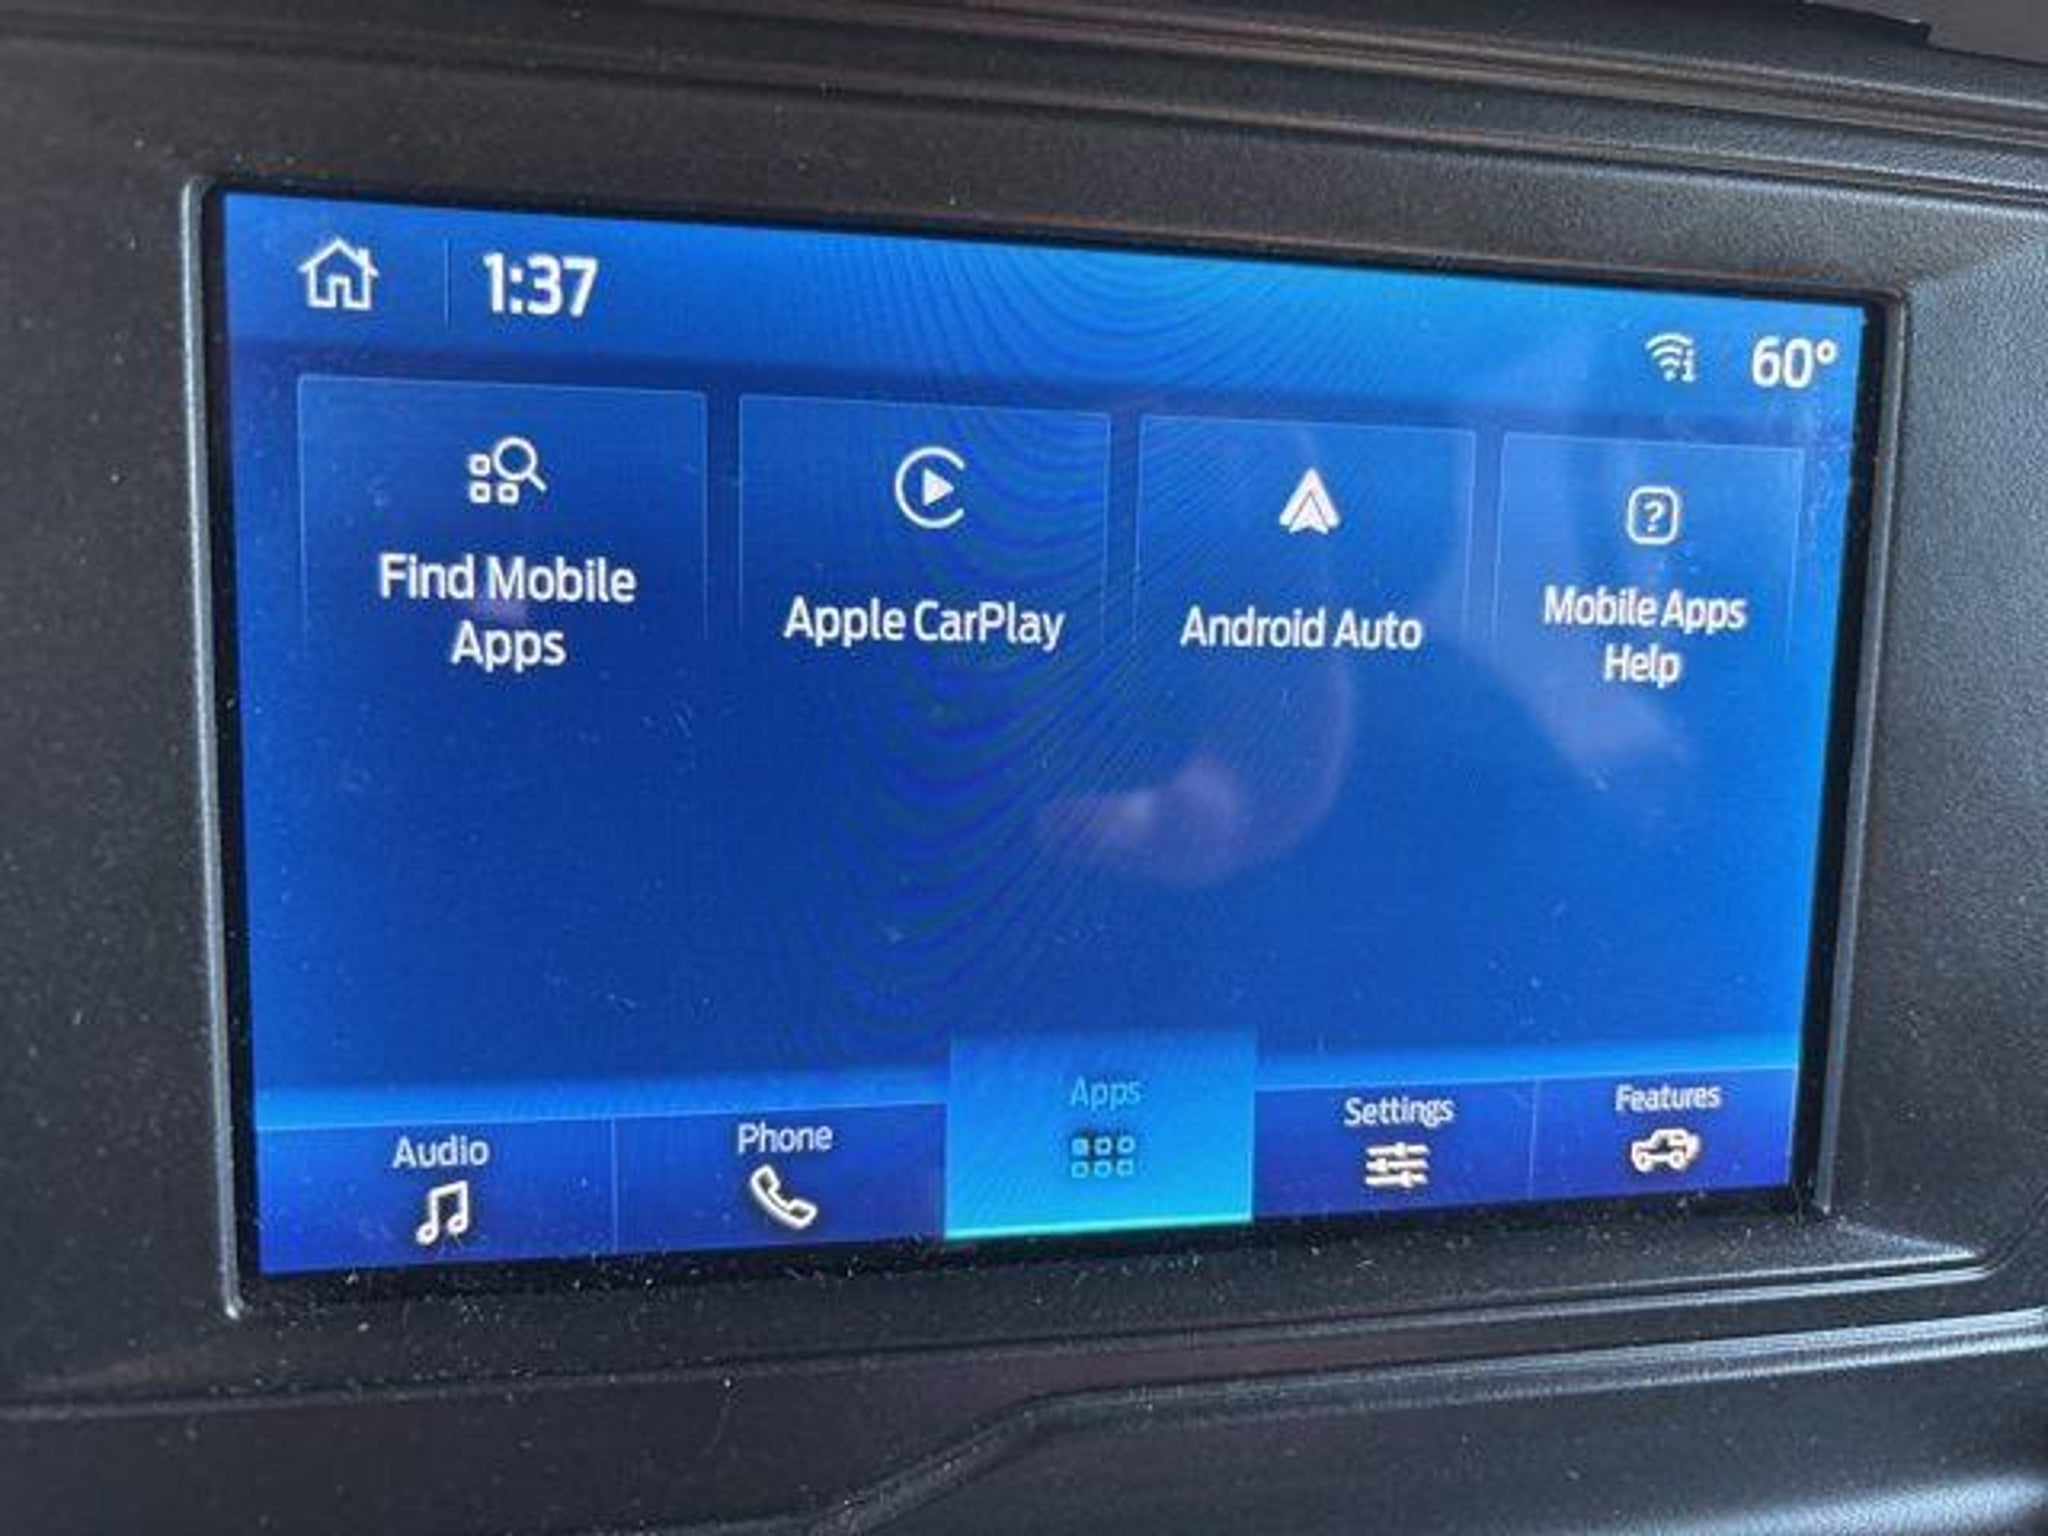 1:37
60°
Find Mobile
Apps
Apple CarPlay
Android Auto
Mobile Apps
Help
Audio
Phone
Apps
Settings
Features